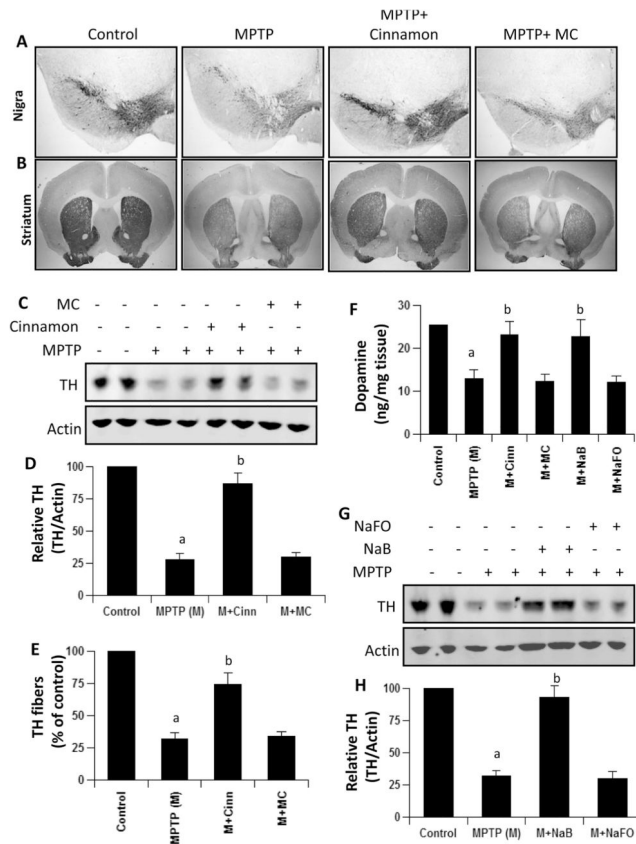 MPTP+
Control MPTP Cinnamon MPTP+ MC
A
Nigra
B
Striatum
C
MC - - - - - - + +
Cinnamon - - - - + + - -
MPTP - - + + + + + +
TH
Actin
D
Relative TH
(TH/Actin)
100
75
50
25
0
a
b
Control MPTP (M) M+Cinn M+MC
E
TH fibers
(% of control)
100
75
50
25
0
a
b
Control MPTP (M) M+Cinn M+MC
F
Dopamine
(ng/mg tissue)
30
20
10
0
a
b
b
Control MPTP (M) M+Cinn M+MC M+NaB M+NaFO
G
NaFO - - - - - - + +
NaB - - - - + + - -
MPTP - - + + + + + +
TH
Actin
H
Relative TH
(TH/Actin)
100
75
50
25
0
a
b
Control MPTP (M) M+NaB M+NaFO